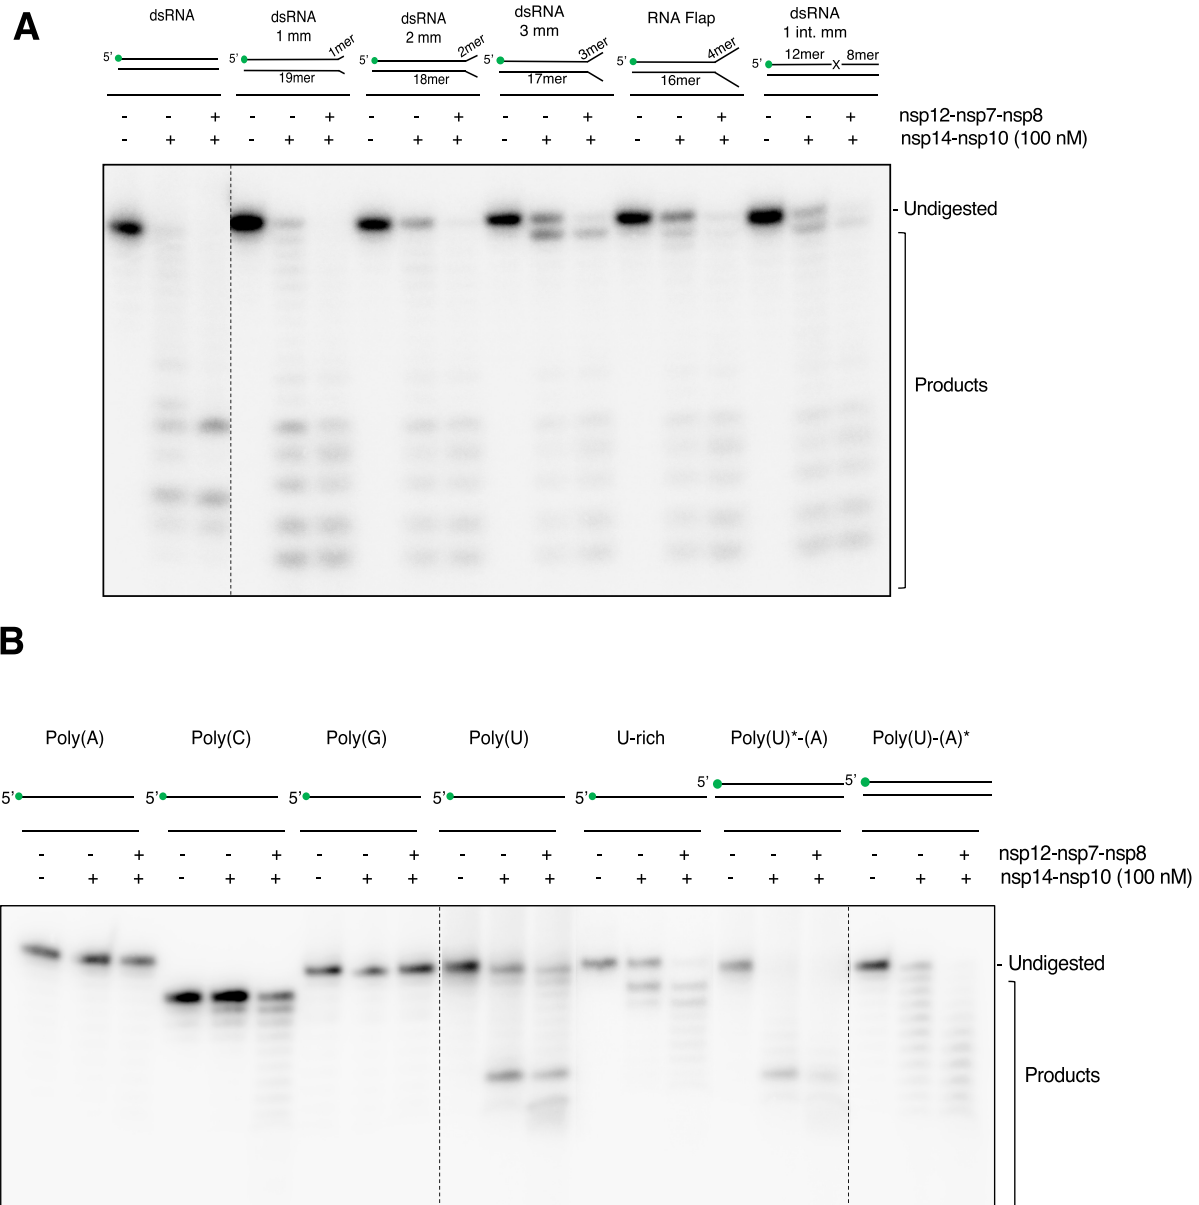 A
dsRNA
dsRNA
1 mm
dsRNA
2 mm
dsRNA
3 mm
RNA Flap
dsRNA
1 int. mm
5’
5’ 1mer
19mer
5’ 2mer
18mer
5’ 3mer
17mer
5’ 4mer
16mer
5’ 12mer X 8mer
- - + - - + - - + - - + - - + - - + nsp12-nsp7-nsp8
- + + - + + - + + - + + - + + - + + nsp14-nsp10 (100 nM)
- Undigested
Products
B
Poly(A) Poly(C) Poly(G) Poly(U) U-rich Poly(U)*-(A) Poly(U)-(A)*
5’ 5’ 5’ 5’ 5’ 5’ 5’
- - + - - + - - + - - + - - + - - + - - + nsp12-nsp7-nsp8
- + + - + + - + + - + + - + + - + + - + + nsp14-nsp10 (100 nM)
- Undigested
Products